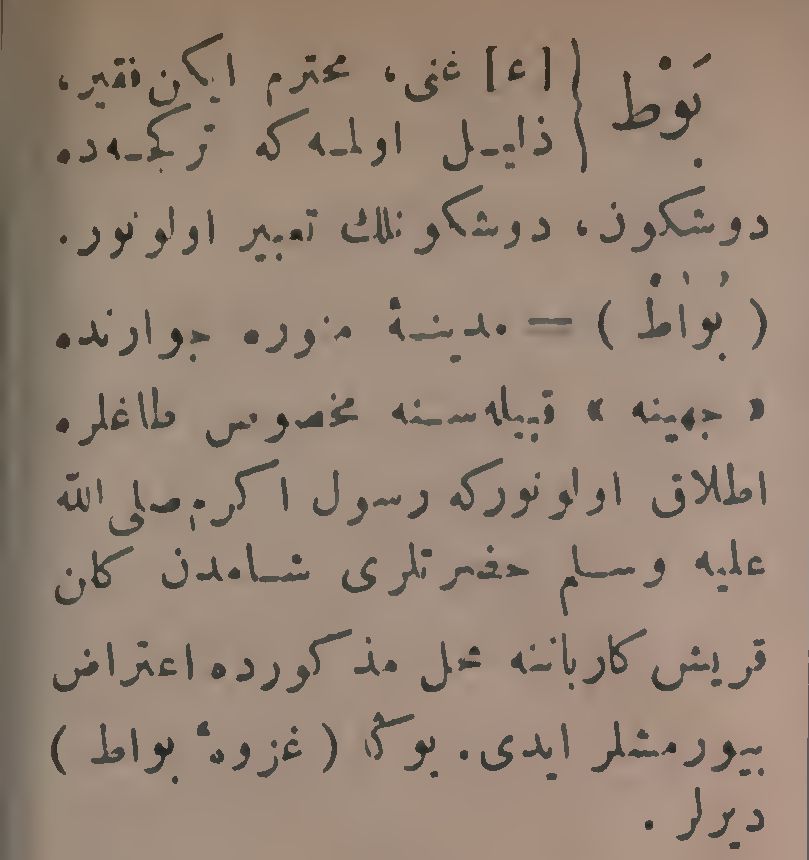 بَوْط } [ع] غنی، محترم ایکن فقیر،
ذلیل اولمه که ترکجه ده
دوشکون، دوشکونلك تعبیر اولونور.
( بُوَاطْ ) = مدینهٔ منوره جوارنده
« جهینه » قبیله سنه مخصوص طاغلره
اطلاق اولونورکه رسول اکرم صلی الله
علیه وسلم حضرتلری شامدن کلن
قریش کاربانه محل مذکورده اعتراض
بیورمشلر ایدی. بوکا ( غزوهٔ بواط )
دیرلر .